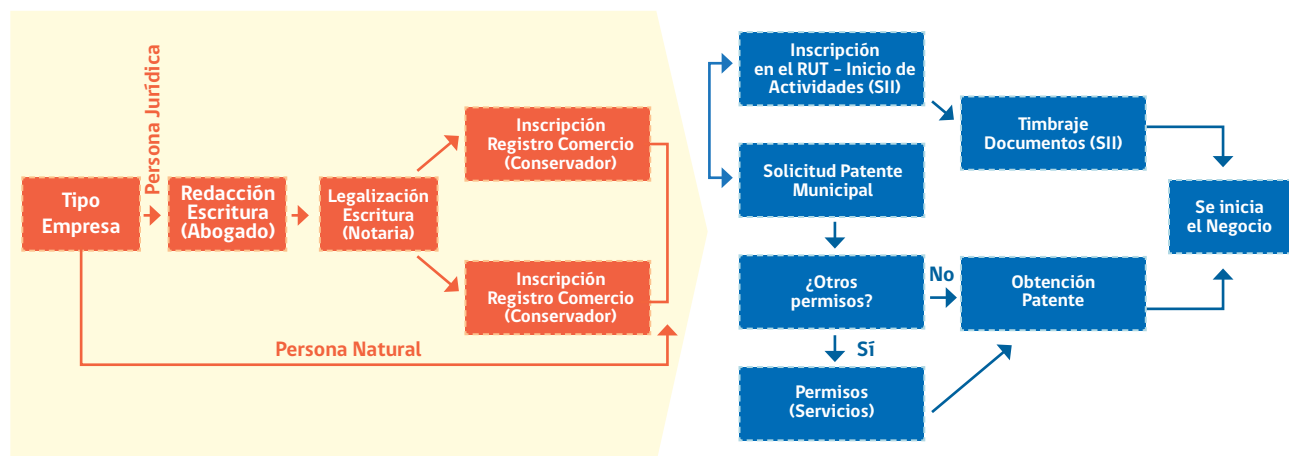 Tipo
Empresa
Persona Jurídica
Redacción
Escritura
(Abogado)
Legalización
Escritura
(Notaria)
Inscripción
Registro Comercio
(Conservador)
Inscripción
Registro Comercio
(Conservador)
Persona Natural
Inscripción
en el RUT – Inicio de
Actividades (SII)
Timbraje
Documentos (SII)
Solicitud Patente
Municipal
Se inicia
el Negocio
¿Otros
permisos?
No
Obtención
Patente
Sí
Permisos
(Servicios)